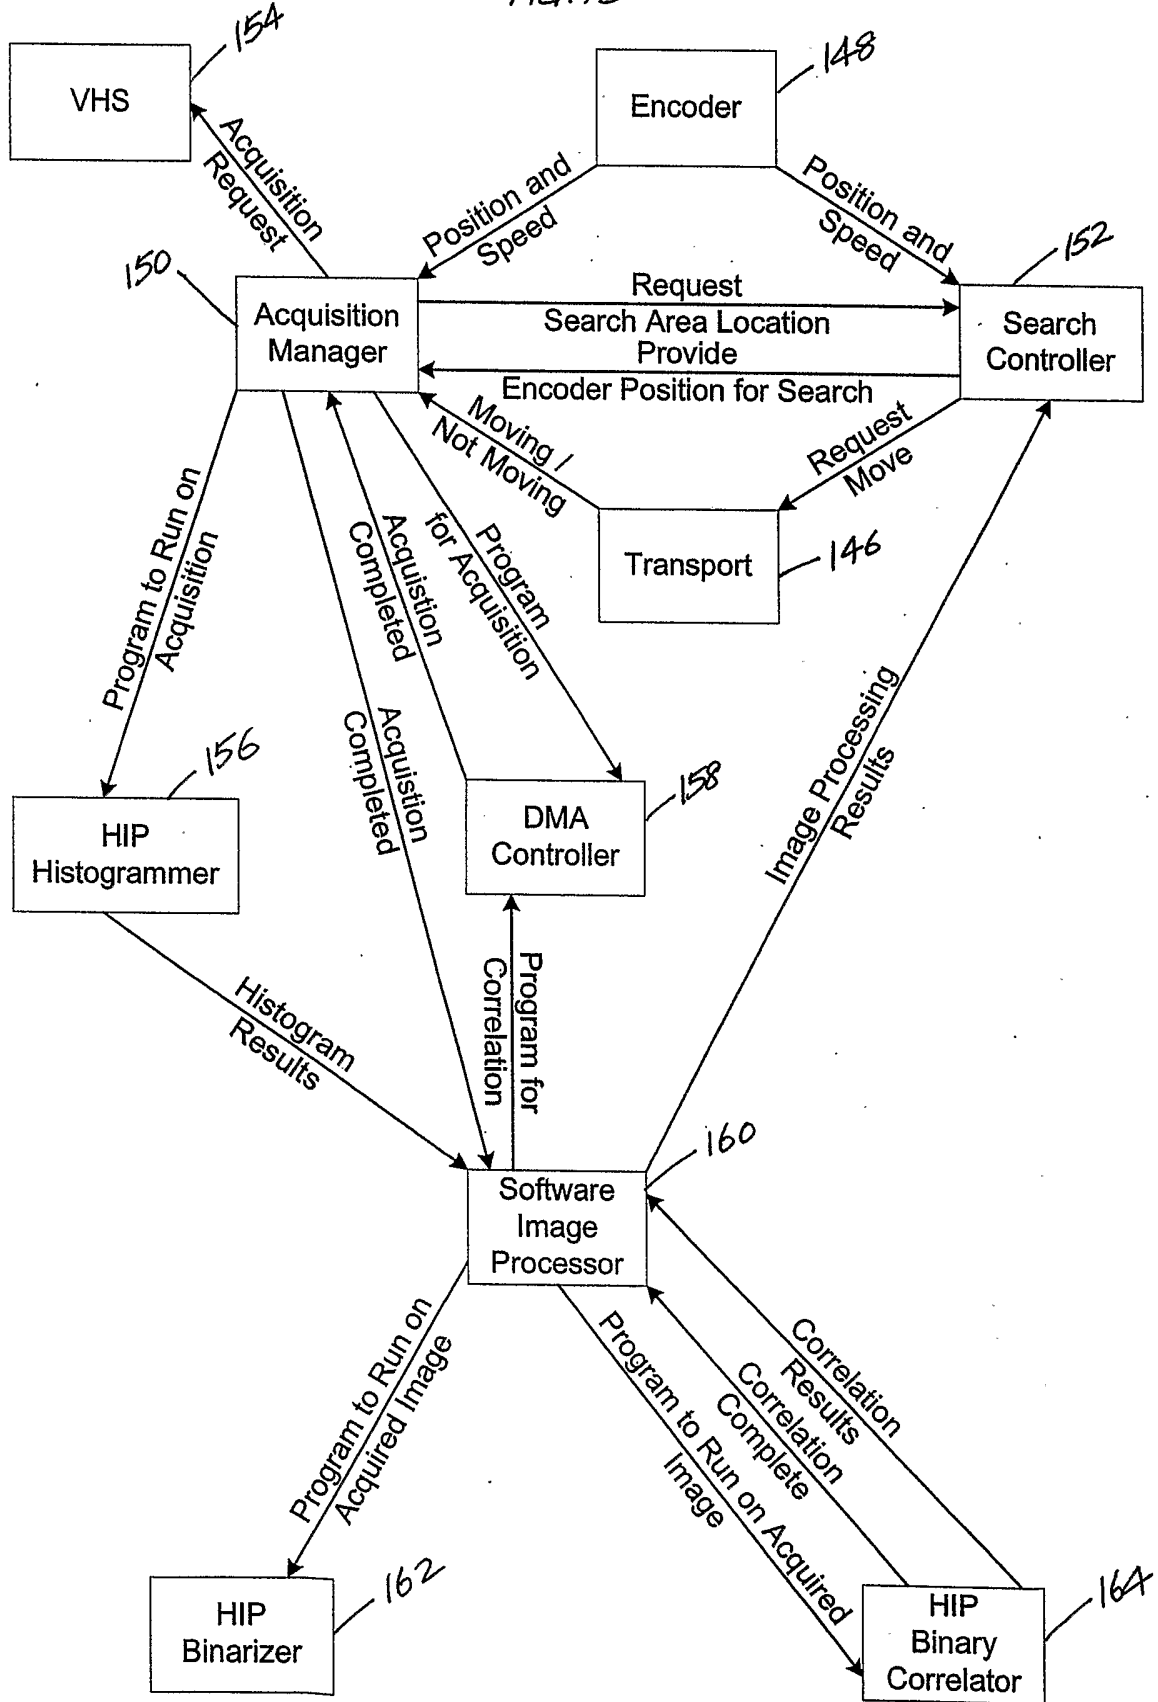 154
148
VHS
Encoder
Acquisition
Request
Position and
Speed
Position and
Speed
152
150
Acquisition
Manager
Request
Search Area Location
Provide
Encoder Position for Search
Search
Controller
Moving /
Not Moving
Request
Move
Transport
146
Program to Run on
Acquisition
Acquistion
Completed
Program
for Acquisition
Acquistion
Completed
Image Processing
Results
156
HIP
Histogrammer
158
DMA
Controller
Histogram
Results
Program for
Correlation
160
Software
Image
Processor
Program to Run on
Acquired Image
Program to Run on Acquired
Image
Correlation
Complete
Correlation
Results
162
HIP
Binarizer
164
HIP
Binary
Correlator